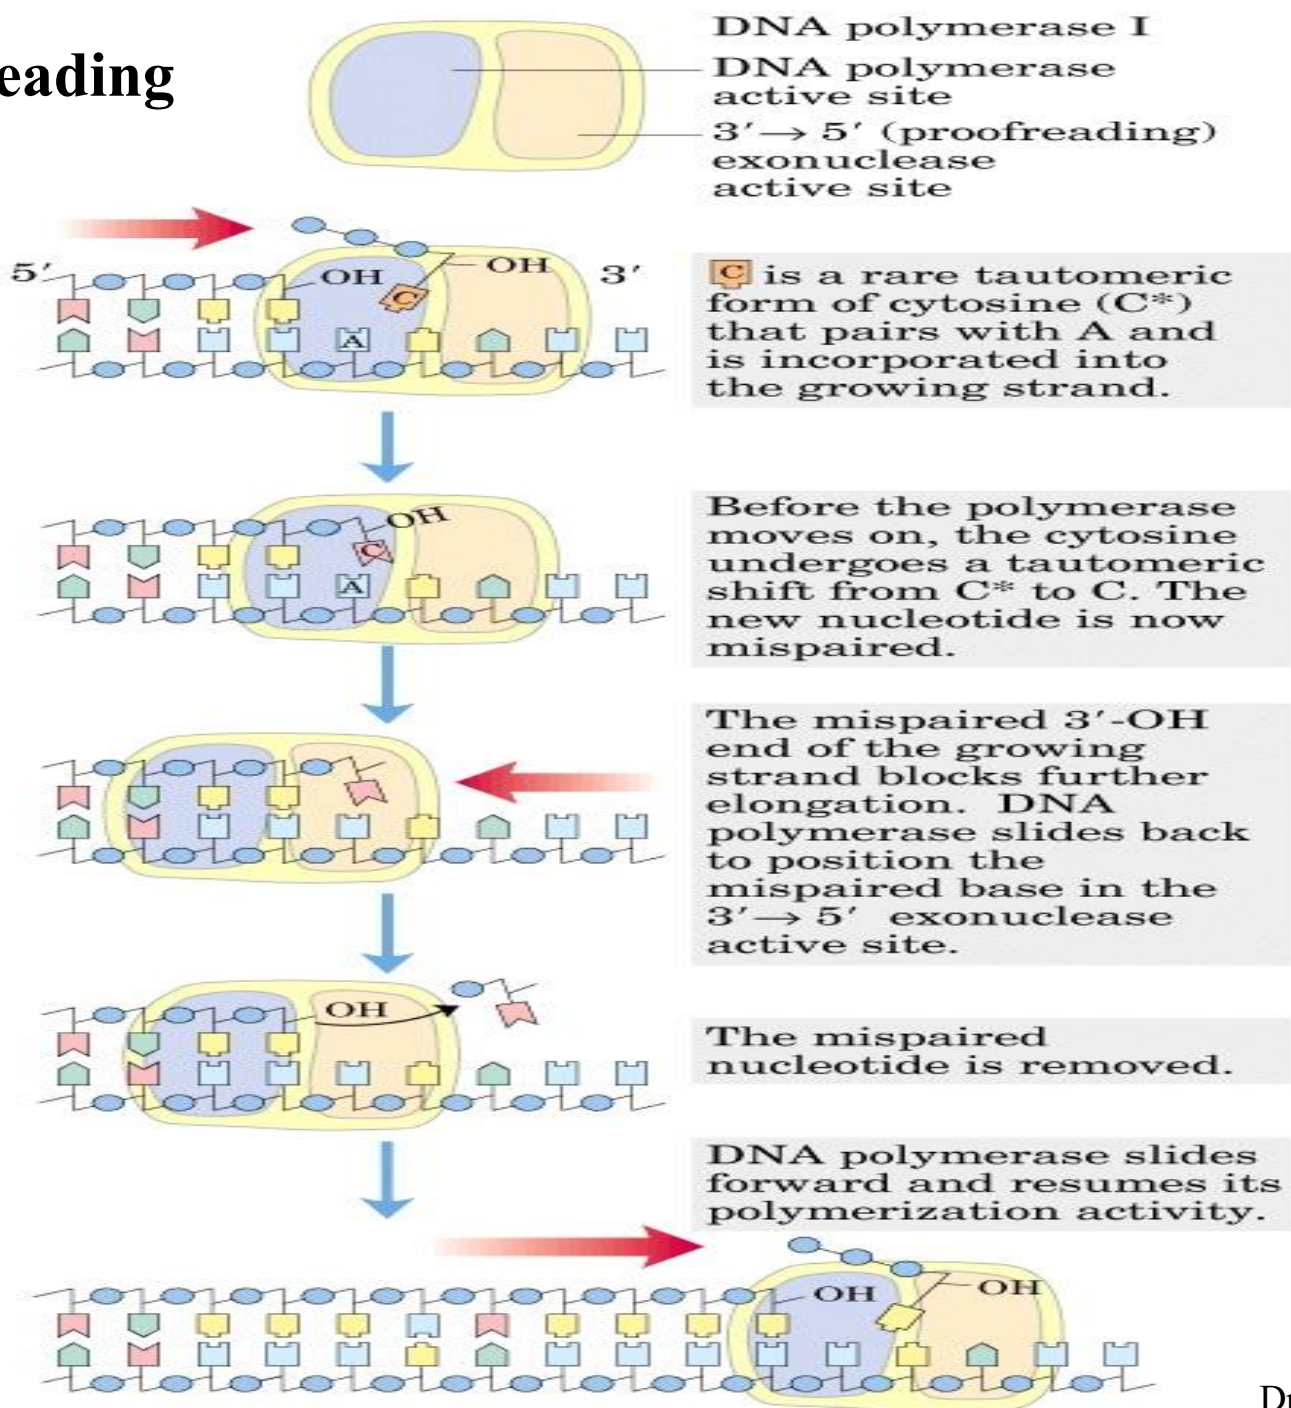 eading
DNA polymerase I
DNA polymerase
active site
3′→ 5′ (proofreading)
exonuclease
active site
5′
OH
C
OH
3′
A
C is a rare tautomeric
form of cytosine (C*)
that pairs with A and
is incorporated into
the growing strand.
OH
C
A
Before the polymerase
moves on, the cytosine
undergoes a tautomeric
shift from C* to C. The
new nucleotide is now
mispaired.
The mispaired 3′-OH
end of the growing
strand blocks further
elongation. DNA
polymerase slides back
to position the
mispaired base in the
3′→ 5′ exonuclease
active site.
OH
The mispaired
nucleotide is removed.
DNA polymerase slides
forward and resumes its
polymerization activity.
OH
OH